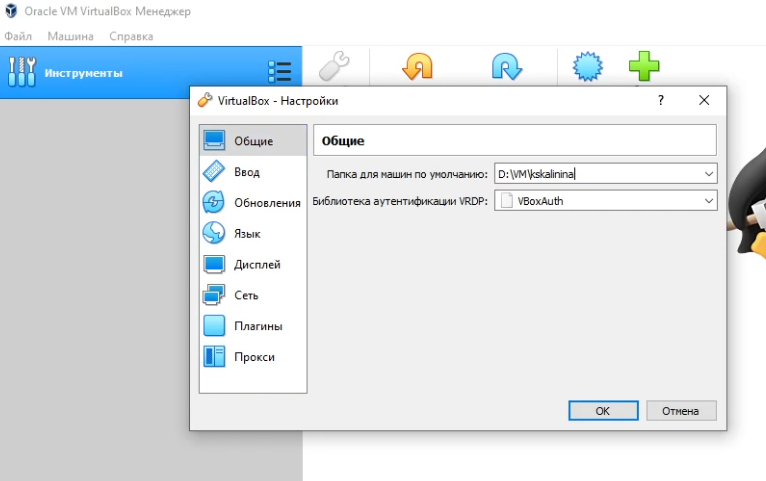 Oracle VM VirtualBox Менеджер
Файл Машина Справка
Инструменты
VirtualBox - Настройки
? 
Общие
Ввод
Обновления
Язык
Дисплей
Сеть
Плагины
Прокси
Общие
Папка для машин по умолчанию: D:\VM\kskalinina
Библиотека аутентификации VRDP: VBoxAuth
OK Отмена